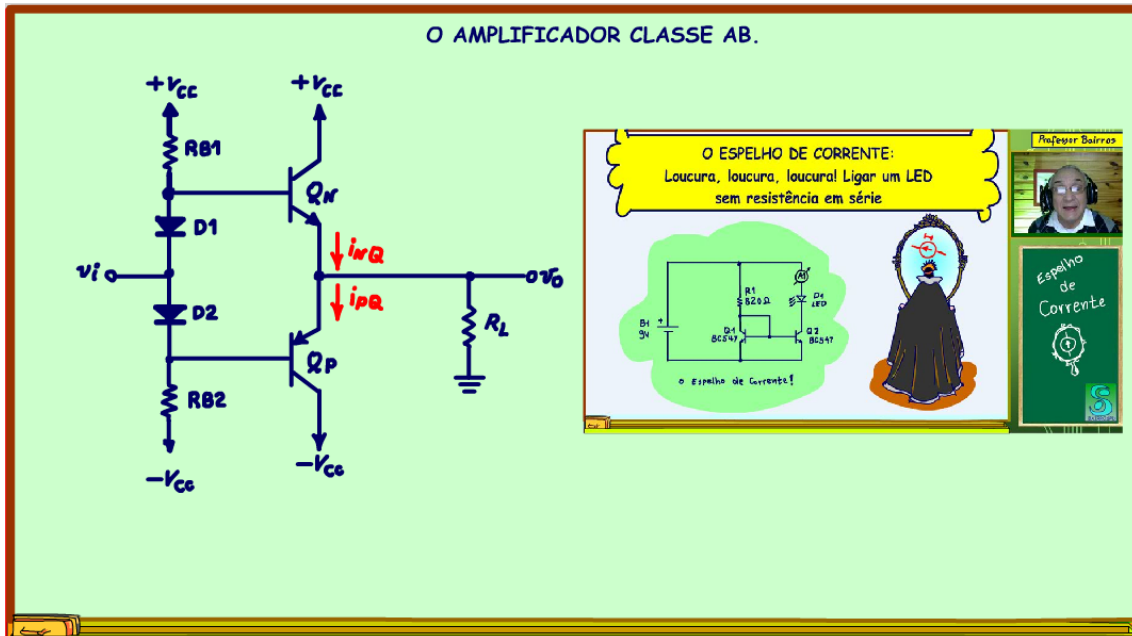 O AMPLIFICADOR CLASSE AB.
+VCC
+VCC
RB1
QN
D1
iNQ
vi
vo
iPQ
D2
RL
QP
RB2
-VCC
-VCC
O ESPELHO DE CORRENTE:
Loucura, loucura, loucura! Ligar um LED
sem resistência em série
R1
820Ω
M
D1
LED
B1
9V
+
Q1
BC547
Q2
BC547
O Espelho de Corrente!
I
Professor Bairros
Espelho
de
Corrente
I